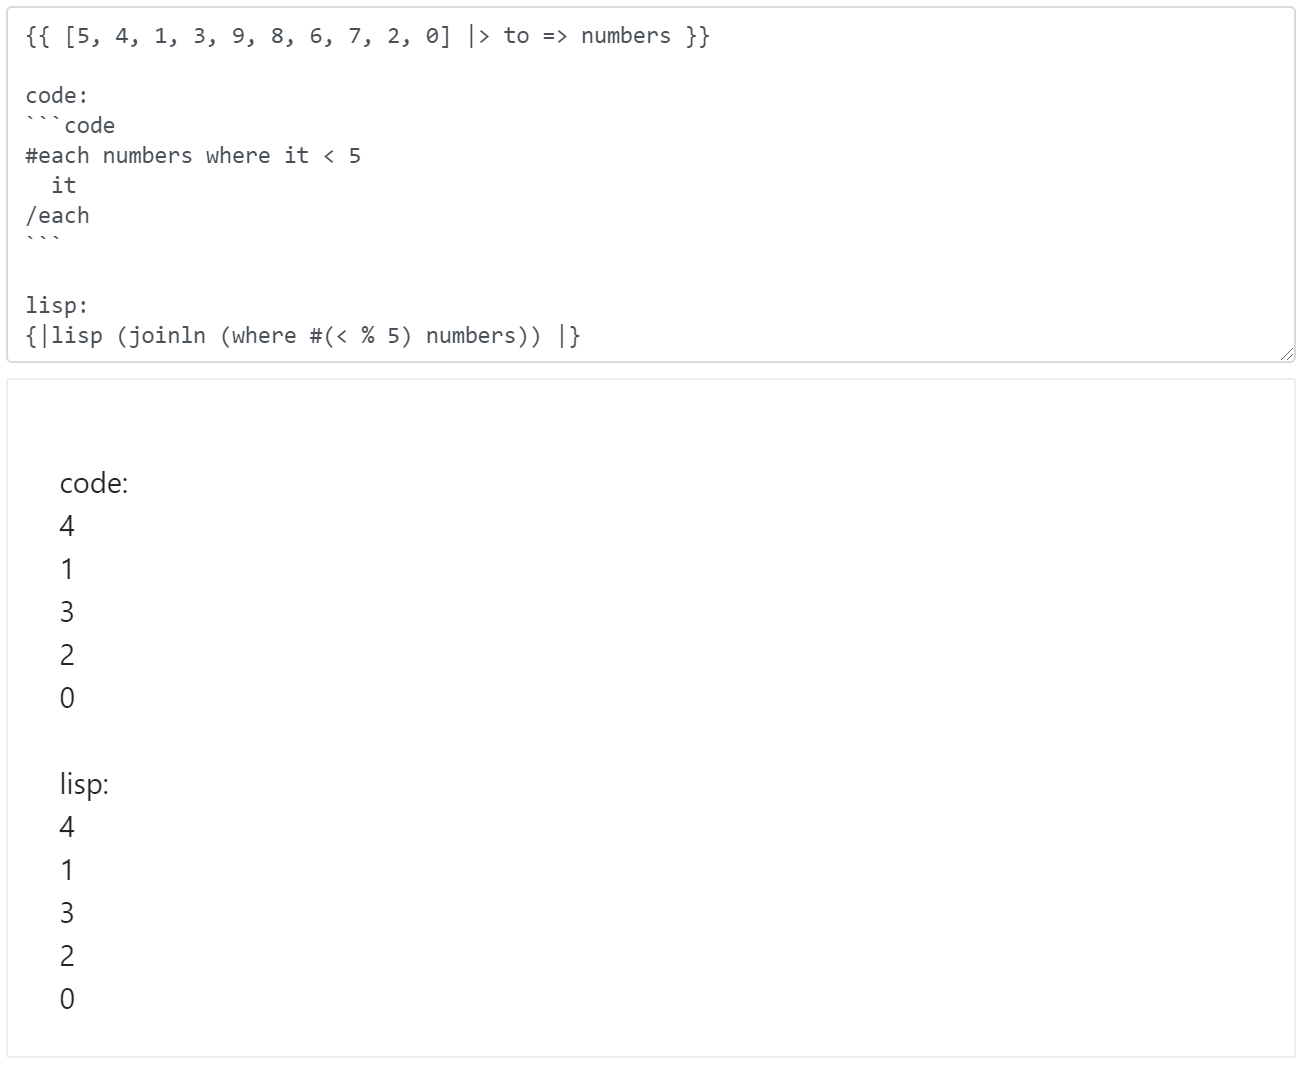 {{ [5, 4, 1, 3, 9, 8, 6, 7, 2, 0] |> to => numbers }}
code:
```code
#each numbers where it < 5
  it
/each
```
lisp:
{|lisp (joinln (where #(< % 5) numbers)) |}
code:
4
1
3
2
0
lisp:
4
1
3
2
0